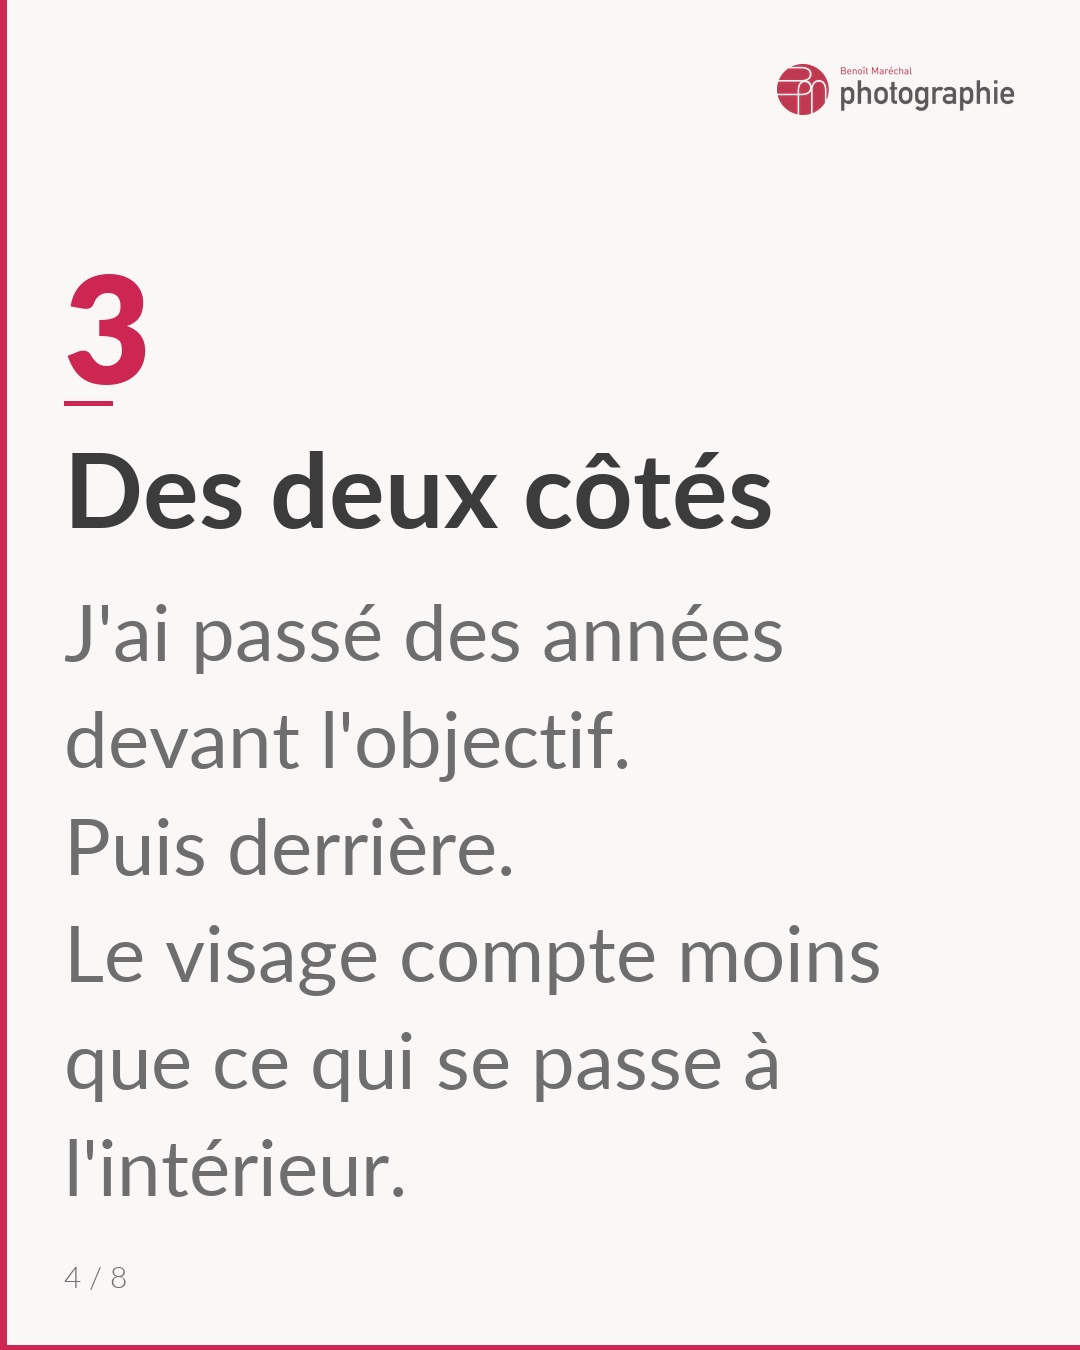 Benoît Maréchal
photographie
3
Des deux côtés
J'ai passé des années
devant l'objectif.
Puis derrière.
Le visage compte moins
que ce qui se passe à
l'intérieur.
4 / 8